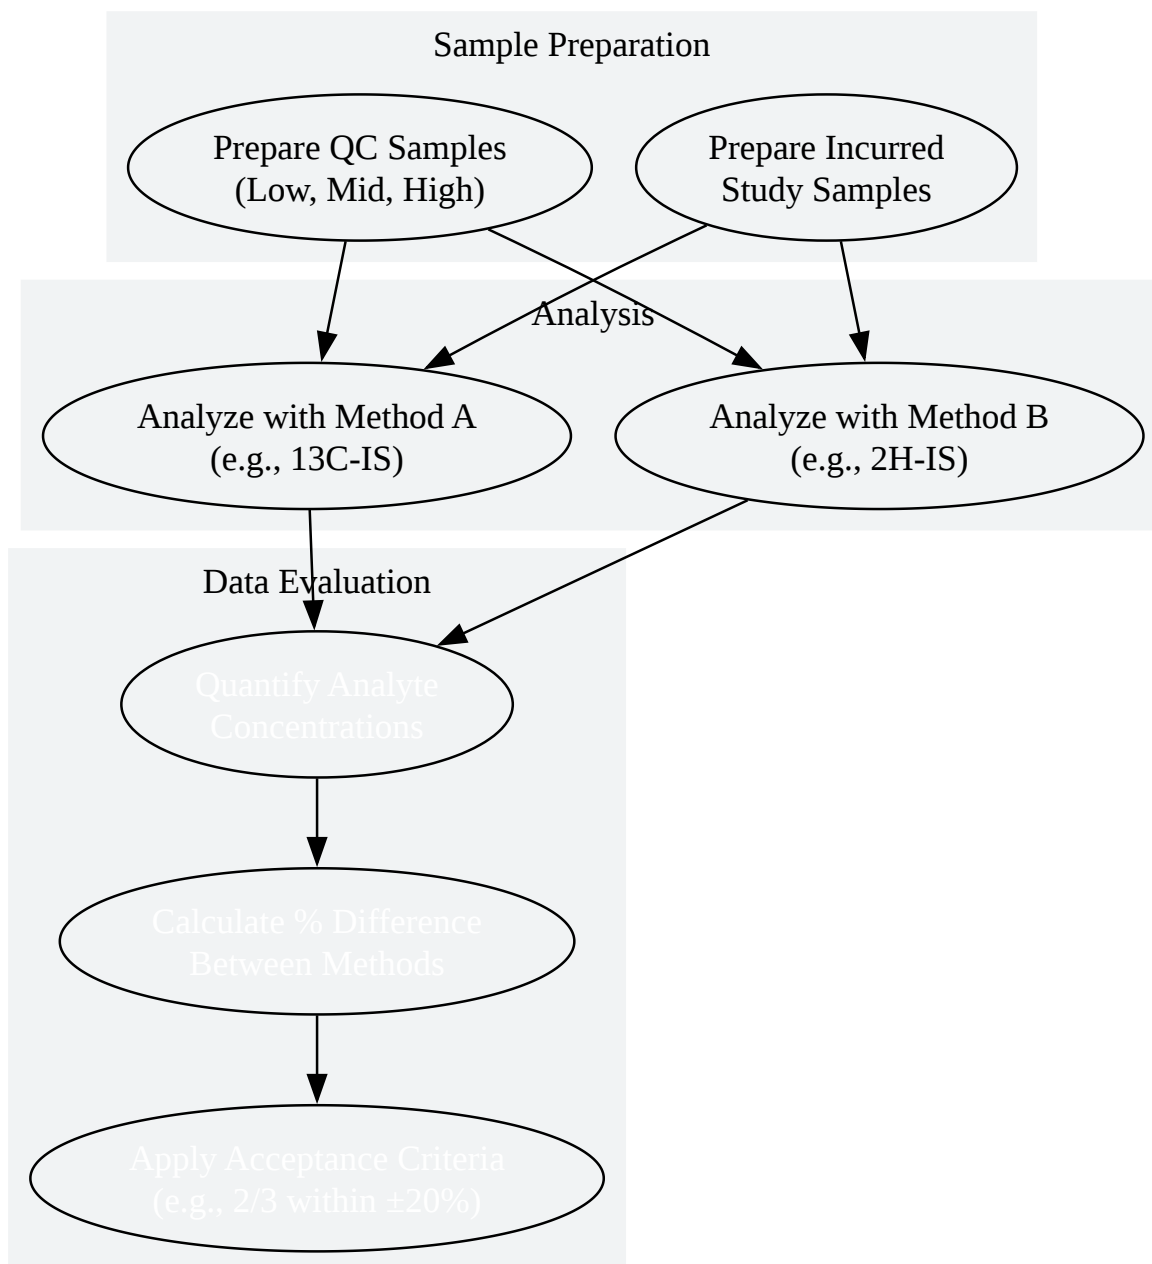 Sample Preparation
Prepare QC Samples
(Low, Mid, High)
Prepare Incurred
Study Samples
Analysis
Analyze with Method A
(e.g., 13C-IS)
Analyze with Method B
(e.g., 2H-IS)
Data Evaluation
Quantify Analyte
Concentrations
Calculate % Difference
Between Methods
Apply Acceptance Criteria
(e.g., 2/3 within ±20%)